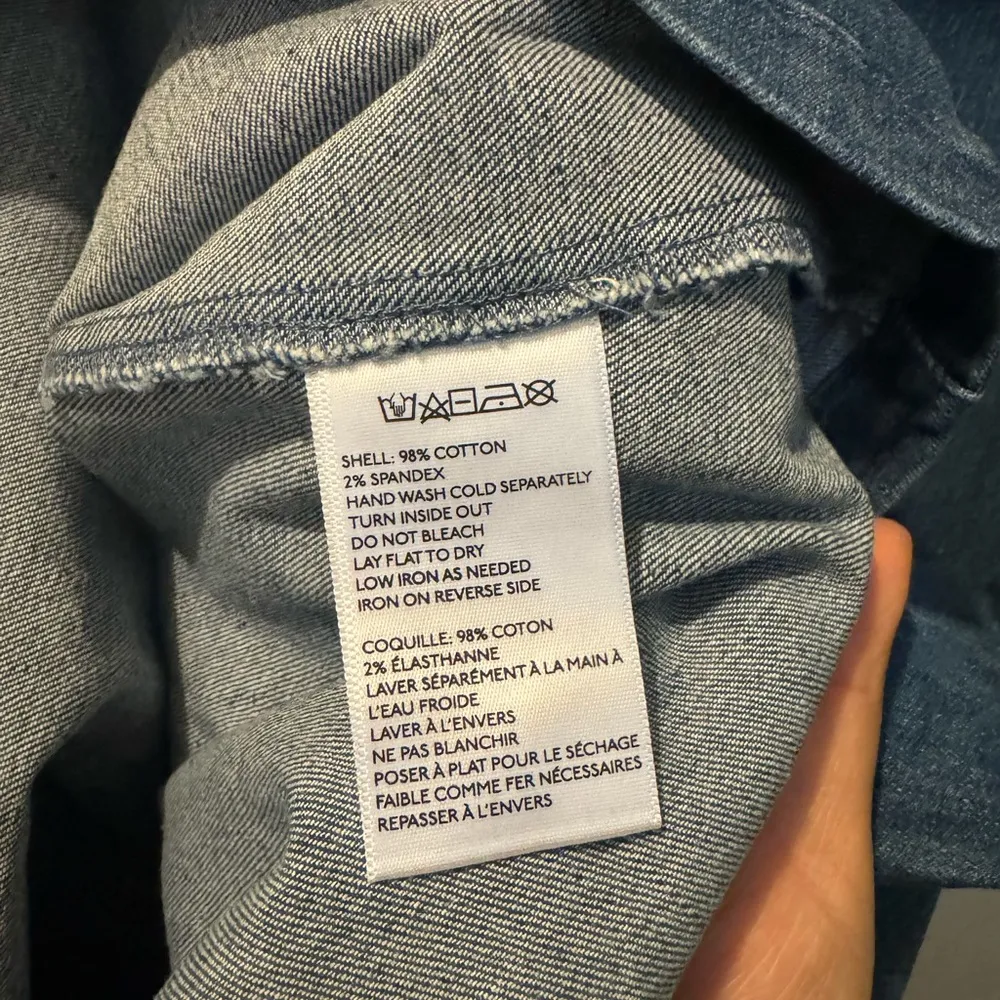 SHELL: 98% COTTON
2% SPANDEX
HAND WASH COLD SEPARATELY
TURN INSIDE OUT
DO NOT BLEACH
LAY FLAT TO DRY
LOW IRON AS NEEDED
IRON ON REVERSE SIDE
COQUILLE: 98% COTON
2% ÉLASTHANNE
LAVER SÉPARÉMENT À LA MAIN À
L'EAU FROIDE
LAVER À L'ENVERS
NE PAS BLANCHIR
POSER À PLAT POUR LE SÉCHAGE
FAIBLE COMME FER NÉCESSAIRES
REPASSER À L'ENVERS